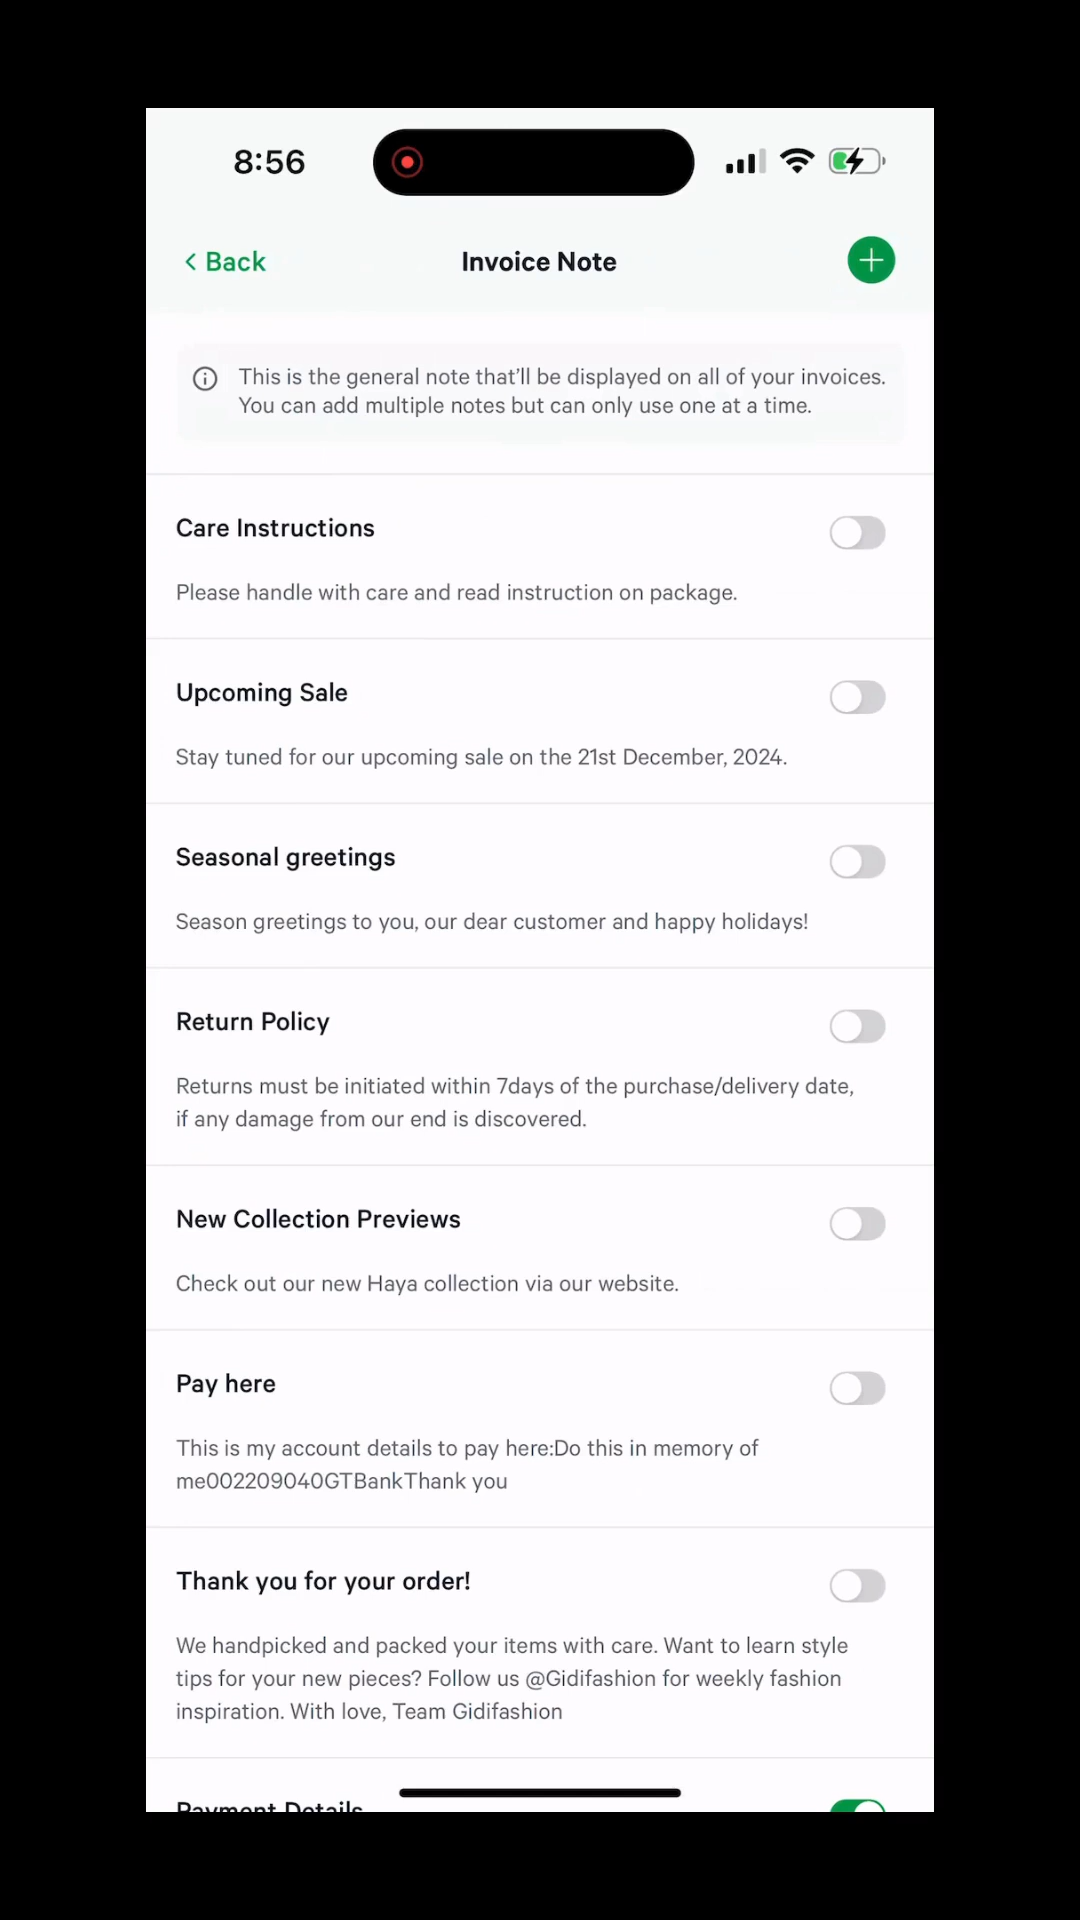 8:56
Back
Invoice Note
This is the general note that'll be displayed on all of your invoices.
You can add multiple notes but can only use one at a time.
Care Instructions
Please handle with care and read instruction on package.
Upcoming Sale
Stay tuned for our upcoming sale on the 21st December, 2024.
Seasonal greetings
Season greetings to you, our dear customer and happy holidays!
Return Policy
Returns must be initiated within 7days of the purchase/delivery date,
if any damage from our end is discovered.
New Collection Previews
Check out our new Haya collection via our website.
Pay here
This is my account details to pay here:Do this in memory of
me002209040GTBankThank you
Thank you for your order!
We handpicked and packed your items with care. Want to learn style
tips for your new pieces? Follow us @Gidifashion for weekly fashion
inspiration. With love, Team Gidifashion
Payment Details